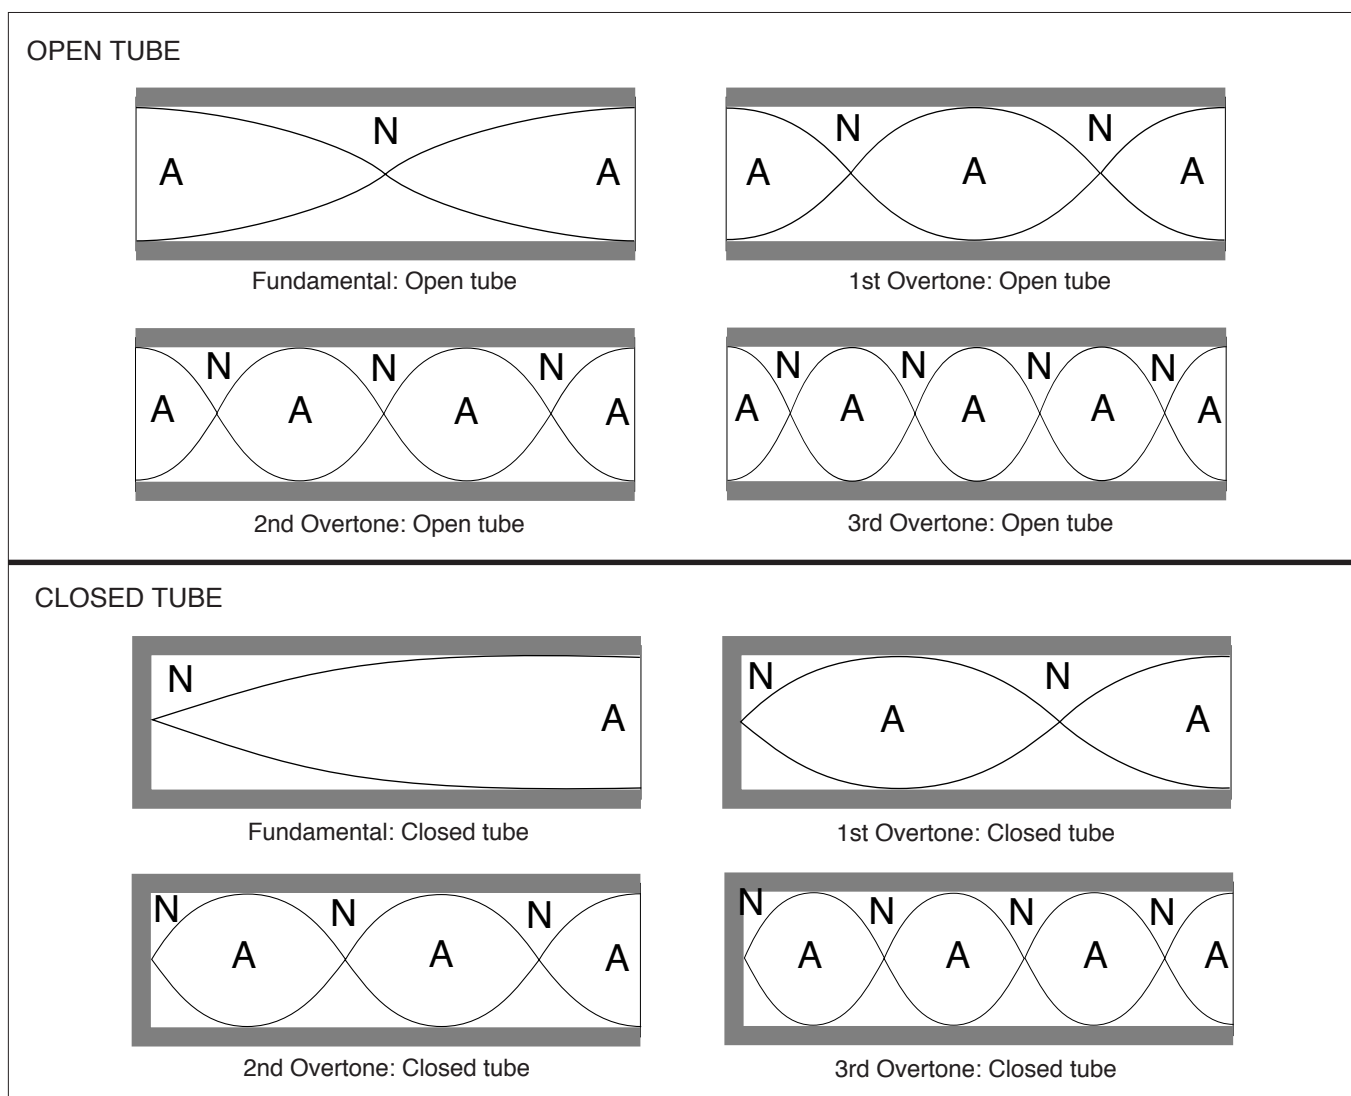 OPEN TUBE
N
A A
Fundamental: Open tube
N N
A A A
1st Overtone: Open tube
N N N
A A A A
2nd Overtone: Open tube
N N N N
A A A A A
3rd Overtone: Open tube
CLOSED TUBE
N
A
Fundamental: Closed tube
N N
A A
1st Overtone: Closed tube
N N N
A A A
2nd Overtone: Closed tube
N N N N
A A A A
3rd Overtone: Closed tube